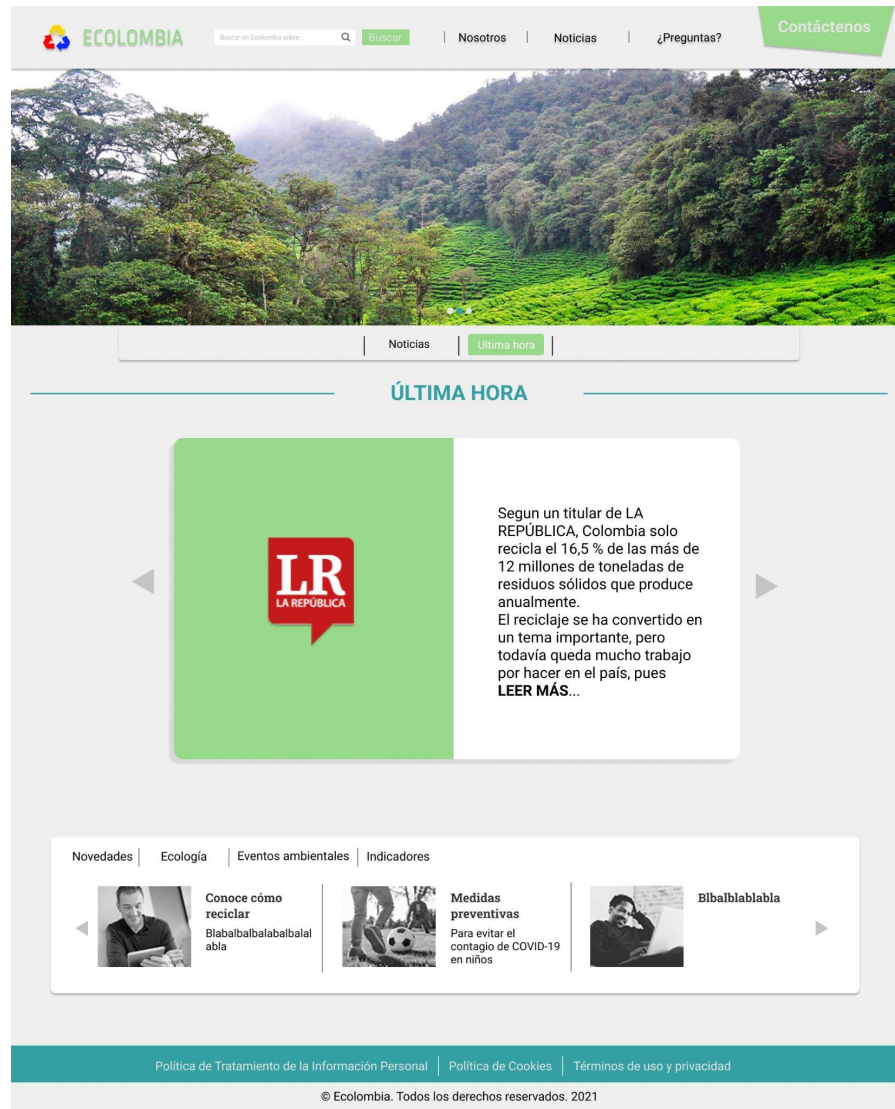 ECOLOMBIA
Buscar en Ecolombia sobre...
Buscar
Nosotros
Noticias
¿Preguntas?
Contáctenos
Noticias
Ultima hora
ÚLTIMA HORA
LR
LA REPÚBLICA
Segun un titular de LA
REPÚBLICA, Colombia solo
recicla el 16,5 % de las más de
12 millones de toneladas de
residuos sólidos que produce
anualmente.
El reciclaje se ha convertido en
un tema importante, pero
todavía queda mucho trabajo
por hacer en el país, pues
LEER MÁS...
Novedades
Ecología
Eventos ambientales
Indicadores
Conoce cómo
reciclar
Blabalbalbalabalbalal
abla
Medidas
preventivas
Para evitar el
contagio de COVID-19
en niños
Blbalblablabla
Política de Tratamiento de la Información Personal
Política de Cookies
Términos de uso y privacidad
© Ecolombia. Todos los derechos reservados. 2021